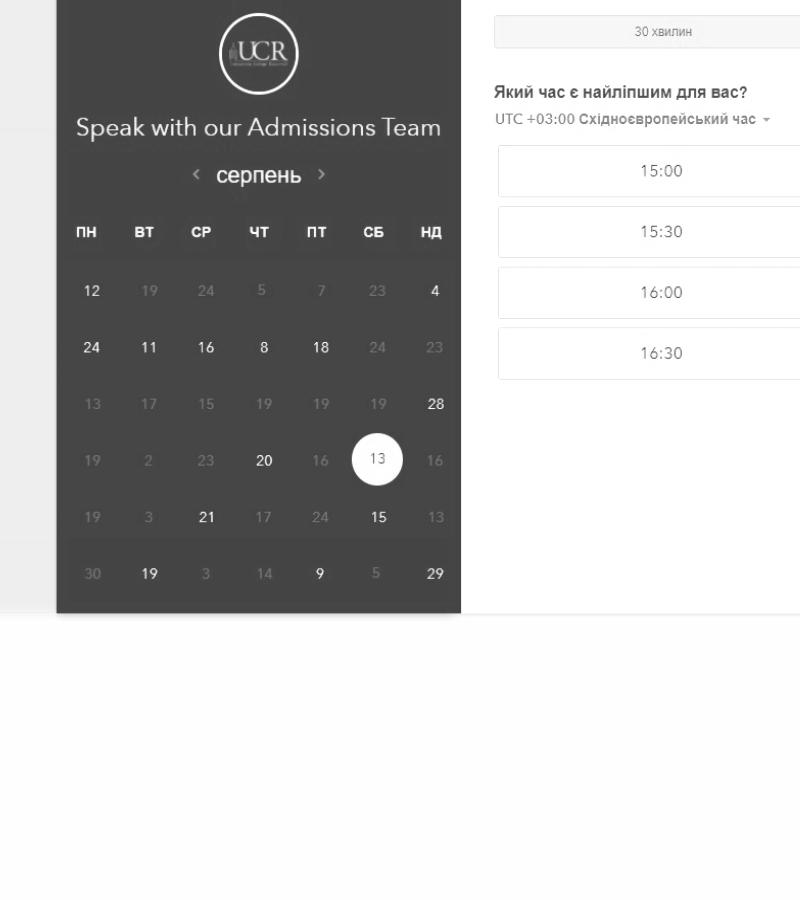 UCR
Speak with our Admissions Team
серпень
ПН ВТ СР ЧТ ПТ СБ НД
12 19 24 5 7 23 4
24 11 16 8 18 24 23
13 17 15 19 19 19 28
19 2 23 20 16 13 16
19 3 21 17 24 15 13
30 19 3 14 9 5 29
30 хвилин
Який час є найліпшим для вас?
UTC +03:00 Східноєвропейський час
15:00
15:30
16:00
16:30